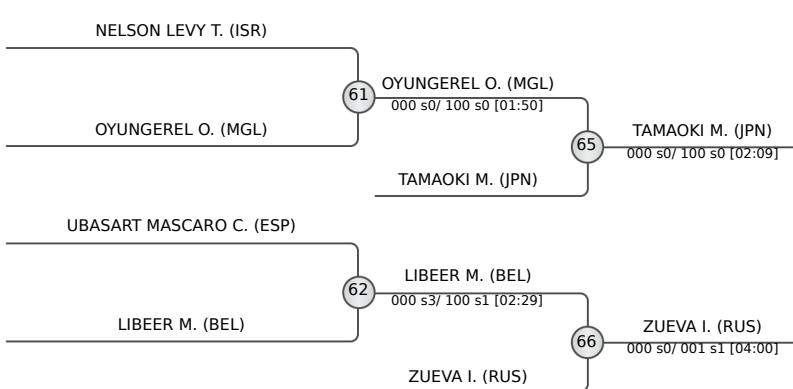 NELSON LEVY T. (ISR)
61
OYUNGEREL O. (MGL)
000 s0/ 100 s0 [01:50]
OYUNGEREL O. (MGL)
65
TAMAOKI M. (JPN)
000 s0/ 100 s0 [02:09]
TAMAOKI M. (JPN)
UBASART MASCARO C. (ESP)
62
LIBEER M. (BEL)
000 s3/ 100 s1 [02:29]
LIBEER M. (BEL)
66
ZUEVA I. (RUS)
000 s0/ 001 s1 [04:00]
ZUEVA I. (RUS)